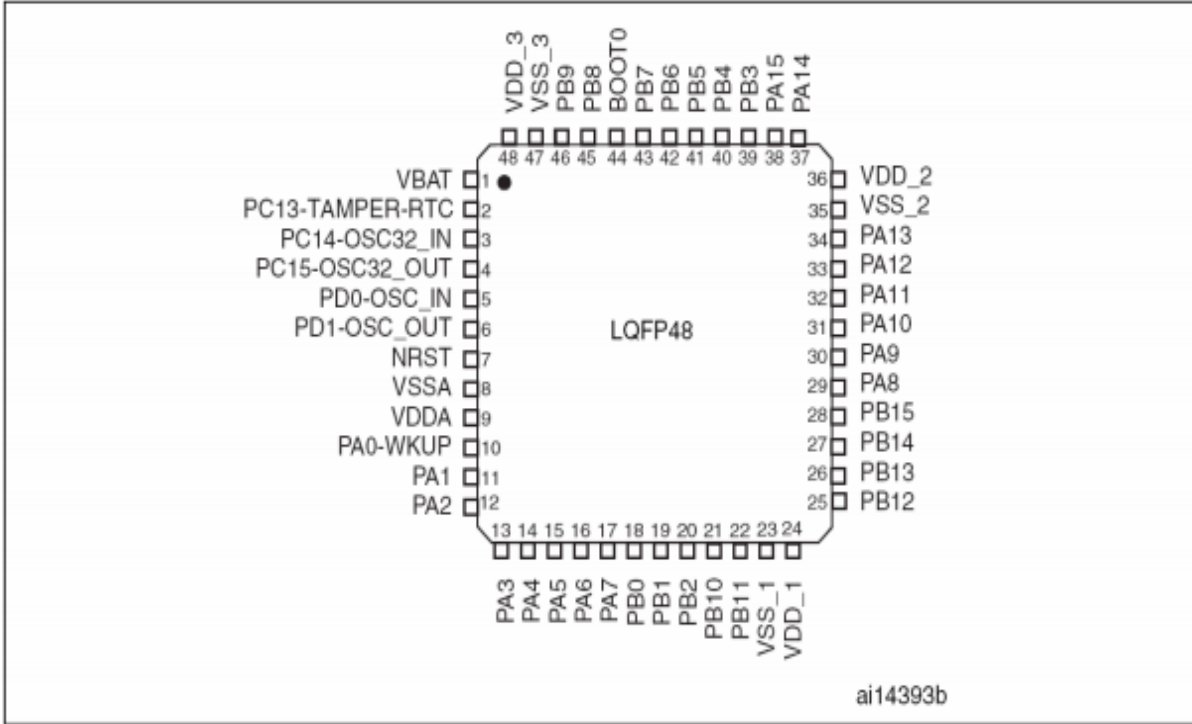 VDD_3
VSS_3
PB9
PB8
BOOT0
PB7
PB6
PB5
PB4
PB3
PA15
PA14
48 47 46 45 44 43 42 41 40 39 38 37
VBAT 1
PC13-TAMPER-RTC 2
PC14-OSC32_IN 3
PC15-OSC32_OUT 4
PD0-OSC_IN 5
PD1-OSC_OUT 6
NRST 7
VSSA 8
VDDA 9
PA0-WKUP 10
PA1 11
PA2 12
LQFP48
36 VDD_2
35 VSS_2
34 PA13
33 PA12
32 PA11
31 PA10
30 PA9
29 PA8
28 PB15
27 PB14
26 PB13
25 PB12
13 14 15 16 17 18 19 20 21 22 23 24
PA3
PA4
PA5
PA6
PA7
PB0
PB1
PB2
PB10
PB11
VSS_1
VDD_1
ai14393b